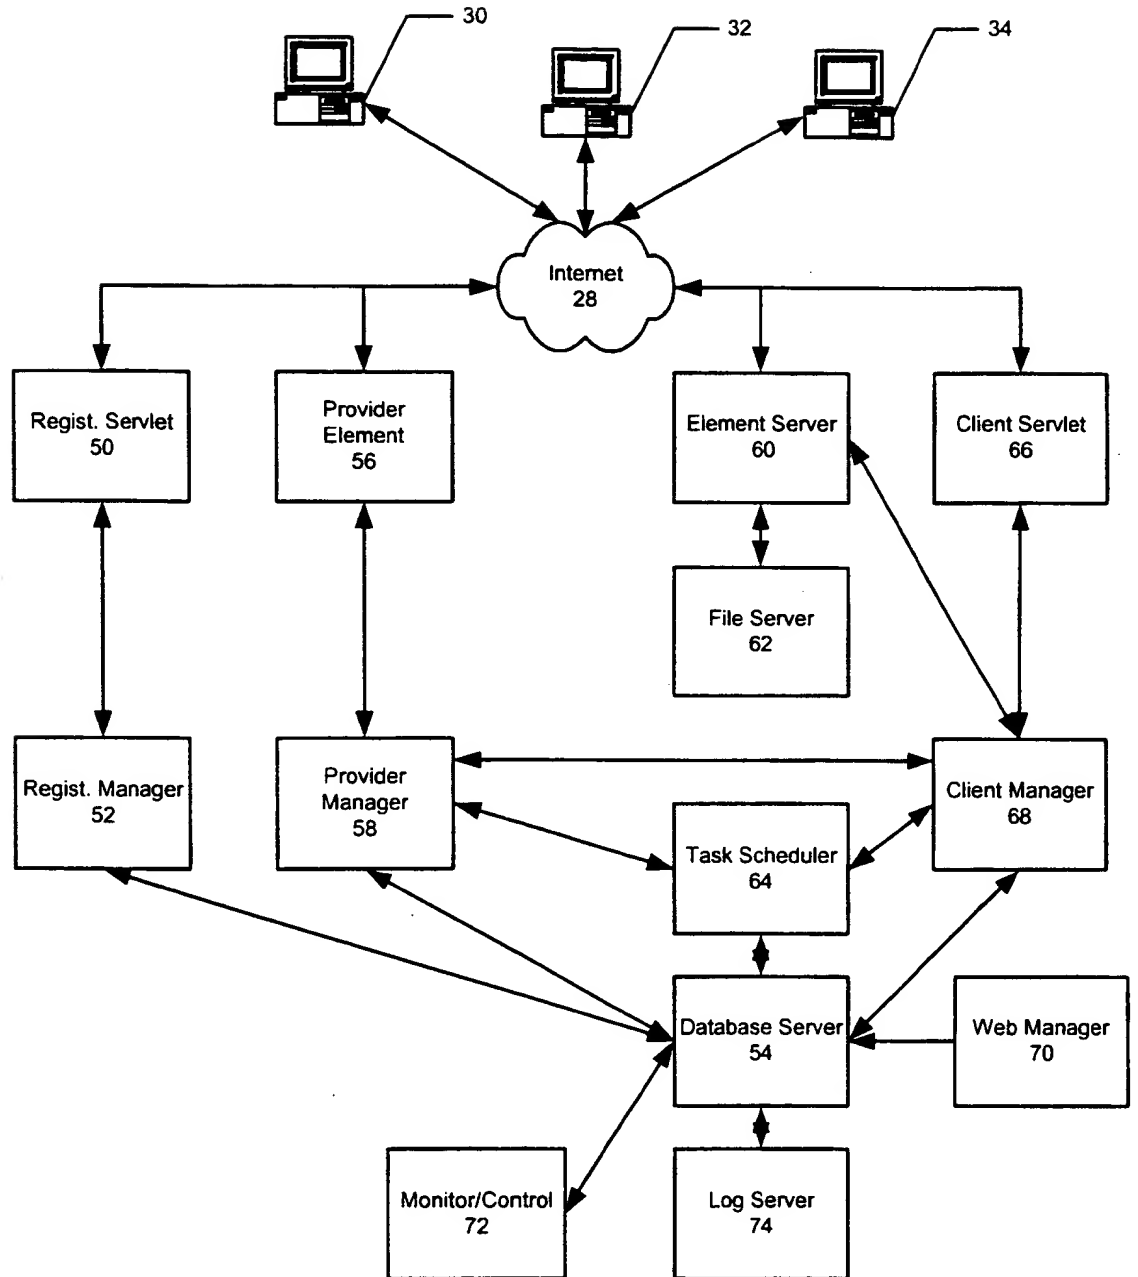 30
32
34
Internet
28
Regist. Servlet
50
Provider
Element
56
Element Server
60
Client Servlet
66
File Server
62
Regist. Manager
52
Provider
Manager
58
Client Manager
68
Task Scheduler
64
Database Server
54
Web Manager
70
Monitor/Control
72
Log Server
74